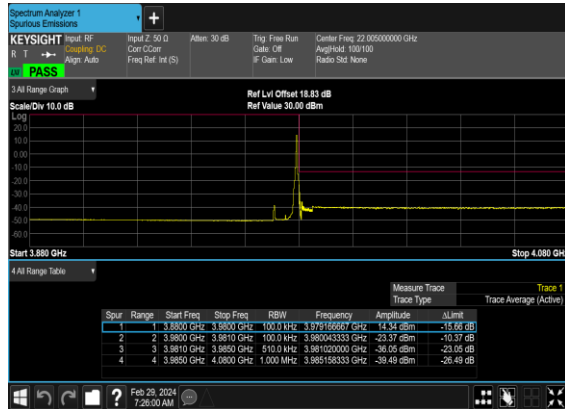 Spectrum Analyzer 1
Spurious Emissions
+
KEYSIGHT Input: RF Input Z: 50 Ω Atten: 30 dB Trig: Free Run Center Freq: 22.005000000 GHz
R T Coupling: DC Corr CCorr Gate: Off Avg|Hold: 100/100
Align: Auto Freq Ref: Int (S) IF Gain: Low Radio Std: None
LW PASS
3 All Range Graph
Ref Lvl Offset 18.83 dB
Scale/Div 10.0 dB Ref Value 30.00 dBm
Log
20.0
10.0
0.00
-10.0
-20.0
-30.0
-40.0
-50.0
-60.0
Start 3.880 GHz Stop 4.080 GHz
4 All Range Table
Measure Trace Trace 1
Trace Type Trace Average (Active)
Spur Range Start Freq Stop Freq RBW Frequency Amplitude ΔLimit
1 1 3.8800 GHz 3.9800 GHz 100.0 kHz 3.979166667 GHz 14.34 dBm -15.66 dB
2 2 3.9800 GHz 3.9810 GHz 100.0 kHz 3.980043333 GHz -23.37 dBm -10.37 dB
3 3 3.9810 GHz 3.9850 GHz 510.0 kHz 3.981020000 GHz -36.05 dBm -23.05 dB
4 4 3.9850 GHz 4.0800 GHz 1.000 MHz 3.985158333 GHz -39.49 dBm -26.49 dB
? Feb 29, 2024
7:26:00 AM